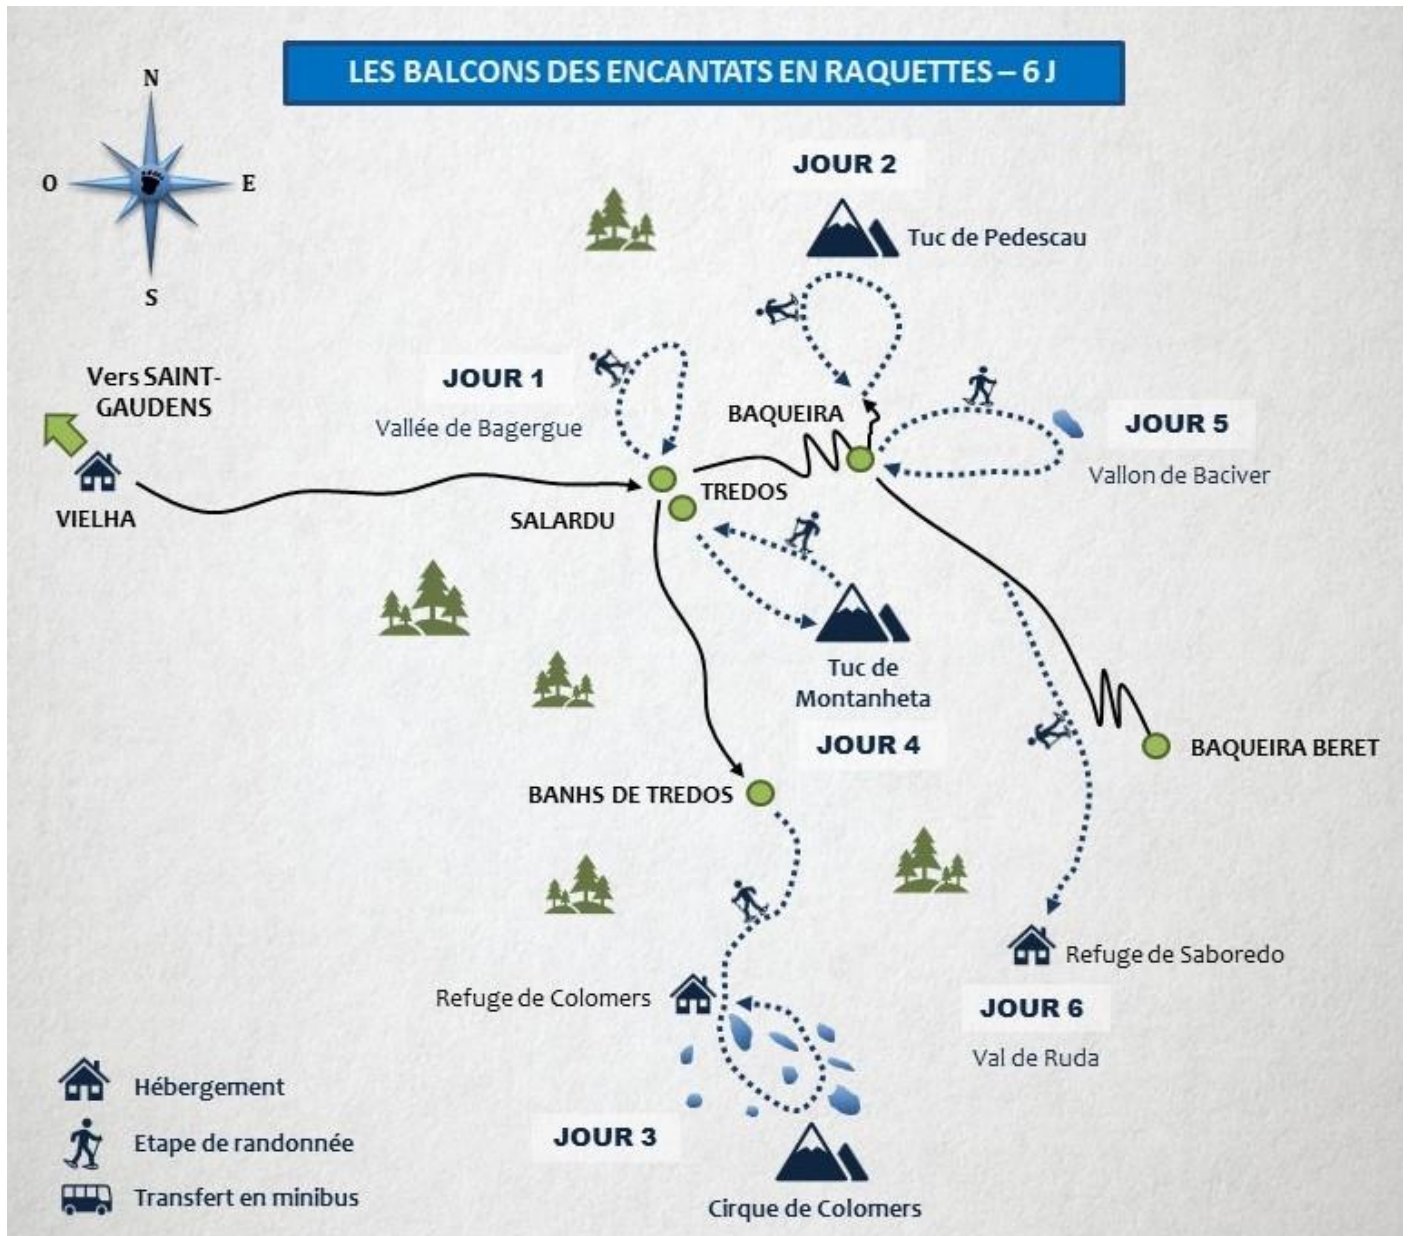 LES BALCONS DES ENCANTATS EN RAQUETTES – 6 J
N
O
E
S
JOUR 2
Tuc de Pedescau
Vers SAINT-
GAUDENS
VIELHA
JOUR 1
Vallée de Bagergue
BAQUEIRA
JOUR 5
Vallon de Baciver
TREDOS
SALARDU
Tuc de
Montanheta
JOUR 4
BAQUEIRA BERET
BANHS DE TREDOS
Refuge de Saboredo
JOUR 6
Val de Ruda
Refuge de Colomers
JOUR 3
Cirque de Colomers
Hébergement
Etape de randonnée
Transfert en minibus